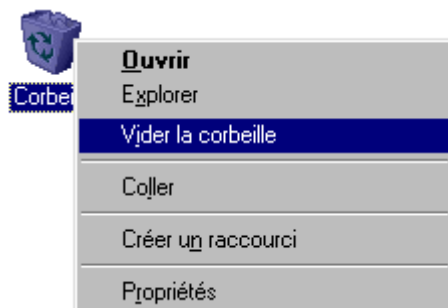 Corbei
Ouvrir
Explorer
Vider la corbeille
Coller
Créer un raccourci
Propriétés